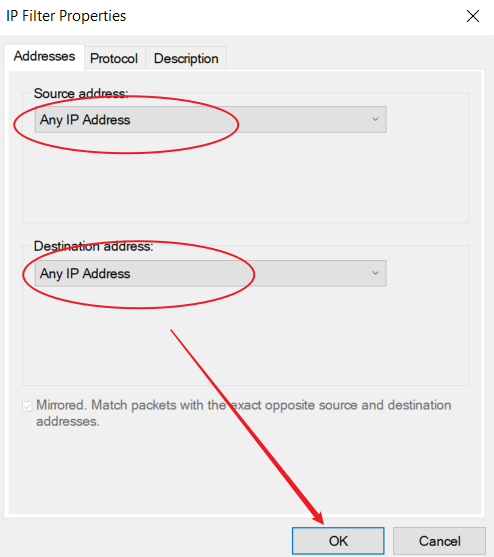 IP Filter Properties
Addresses Protocol Description
Source address:
Any IP Address
Destination address:
Any IP Address
Mirrored. Match packets with the exact opposite source and destination
addresses.
OK Cancel